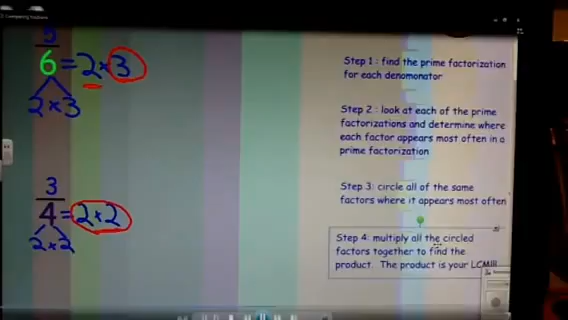 5
6 = 2 × 3
2 × 3
3
4 = 2 × 2
2 × 2
Step 1 : find the prime factorization
for each denomonator
Step 2 : look at each of the prime
factorizations and determine where
each factor appears most often in a
prime factorization
Step 3: circle all of the same
factors where it appears most often
Step 4: multiply all the circled
factors together to find the
product. The product is your LCM!!!